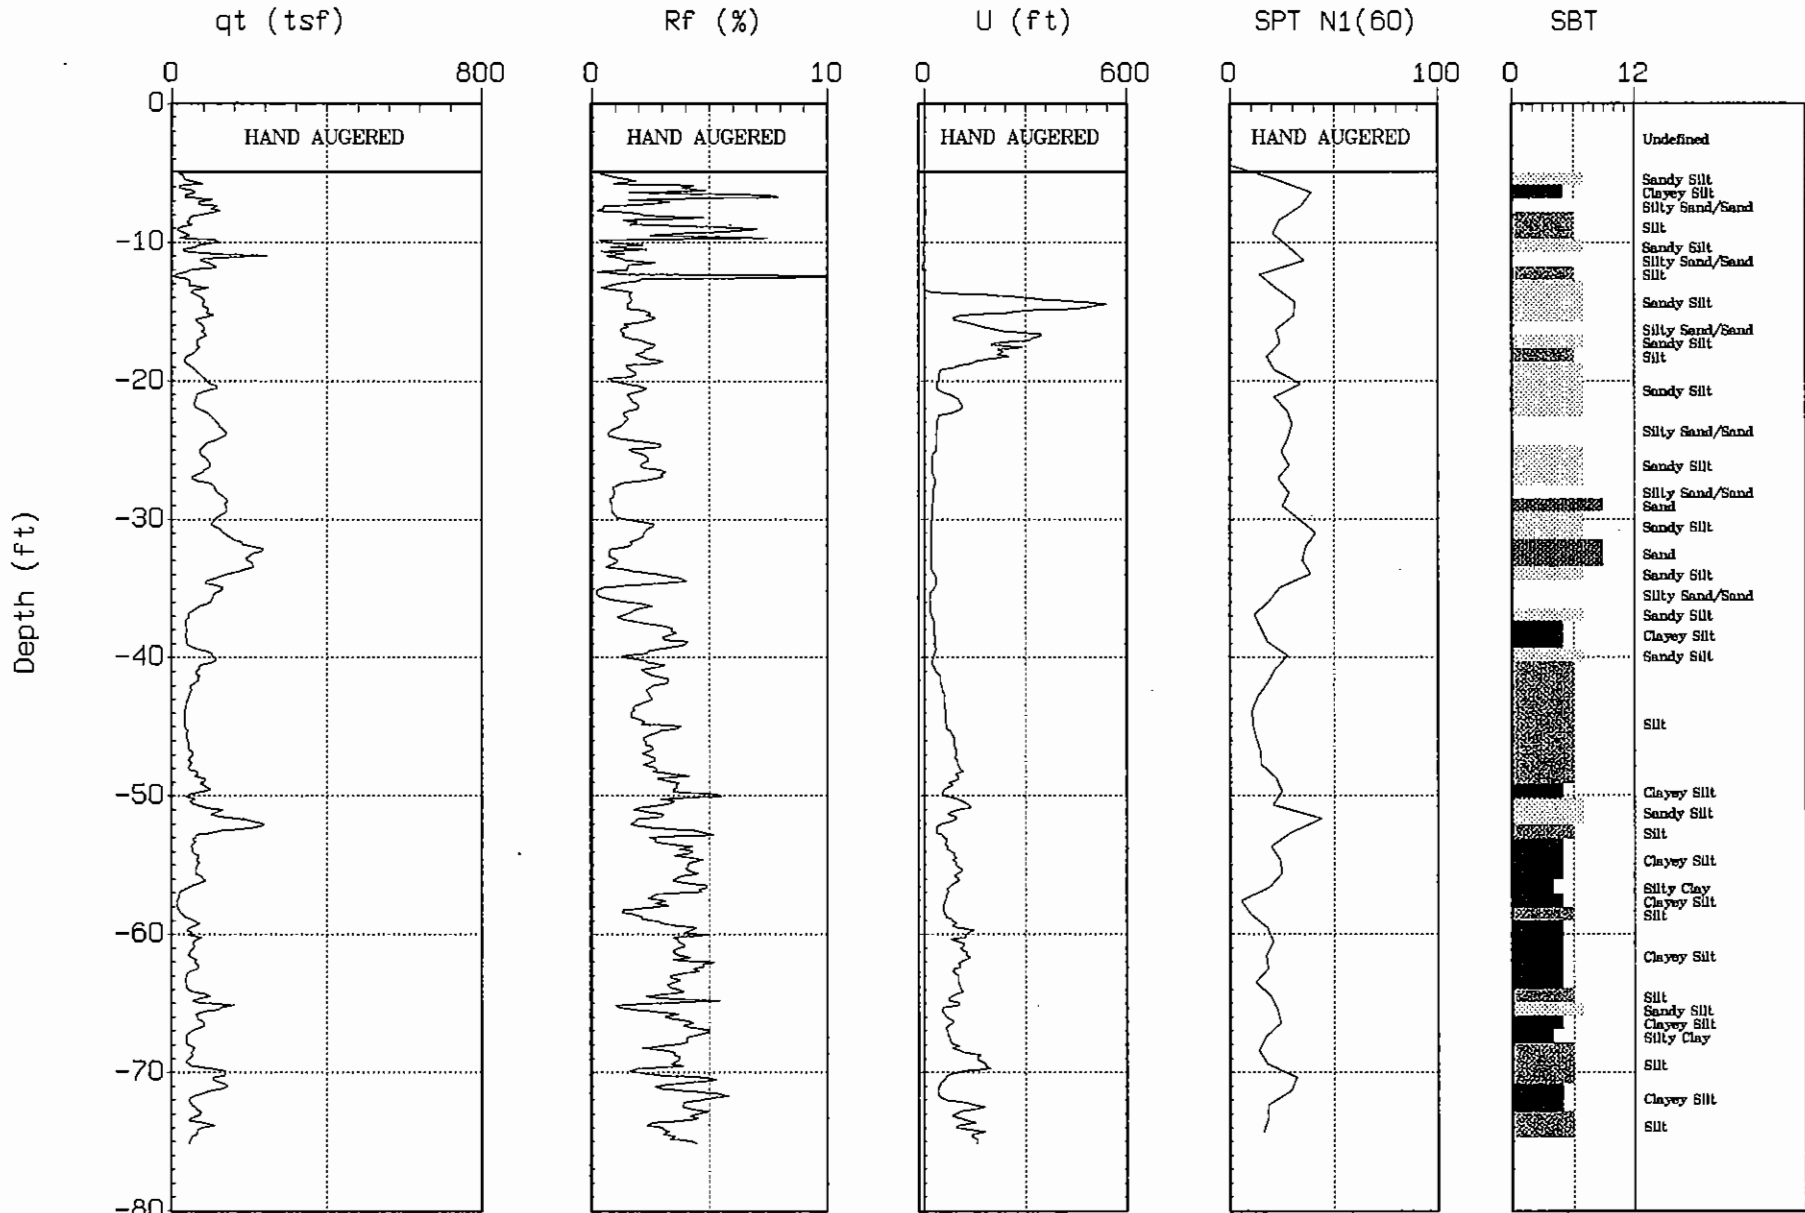 qt (tsf) Rf (%) U (ft) SPT N1(60) SBT
0 800 0 10 0 600 0 100 0 12
0
HAND AUGERED HAND AUGERED HAND AUGERED HAND AUGERED
Undefined
Sandy Silt
Clayey Silt
Silty Sand/Sand
Silt
-10
Sandy Silt
Silty Sand/Sand
Silt
Sandy Silt
Silty Sand/Sand
Sandy Silt
Silt
-20
Sandy Silt
Silty Sand/Sand
Sandy Silt
Silty Sand/Sand
Sand
-30
Sandy Silt
Sand
Sandy Silt
Silty Sand/Sand
Sandy Silt
Depth (ft)
Clayey Silt
-40
Sandy Silt
Silt
-50
Clayey Silt
Sandy Silt
Silt
Clayey Silt
Silty Clay
Clayey Silt
Silt
-60
Clayey Silt
Silt
Sandy Silt
Clayey Silt
Silty Clay
-70
Silt
Clayey Silt
Silt
-80